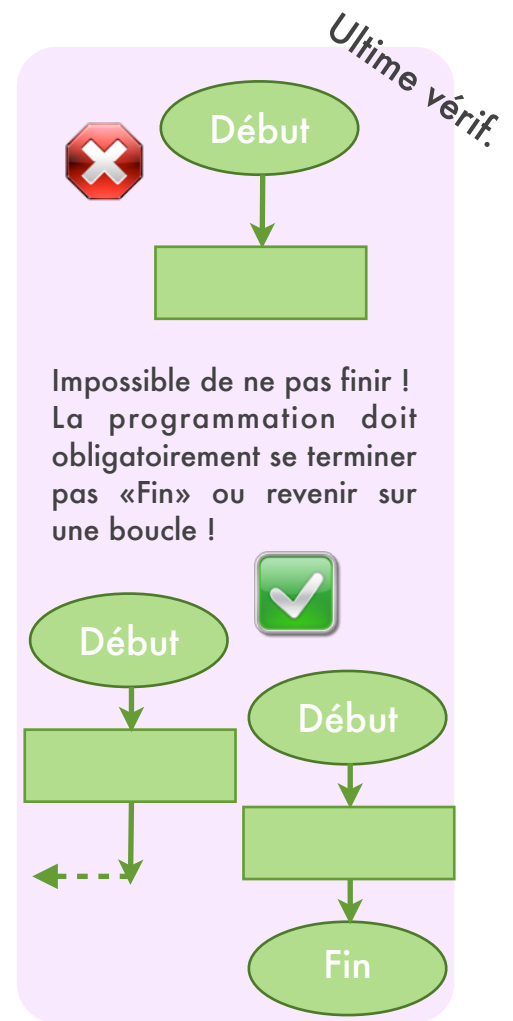 Ultime vérif.
Début
Impossible de ne pas finir !
La programmation doit
obligatoirement se terminer
pas «Fin» ou revenir sur
une boucle !
Début
Début
Fin